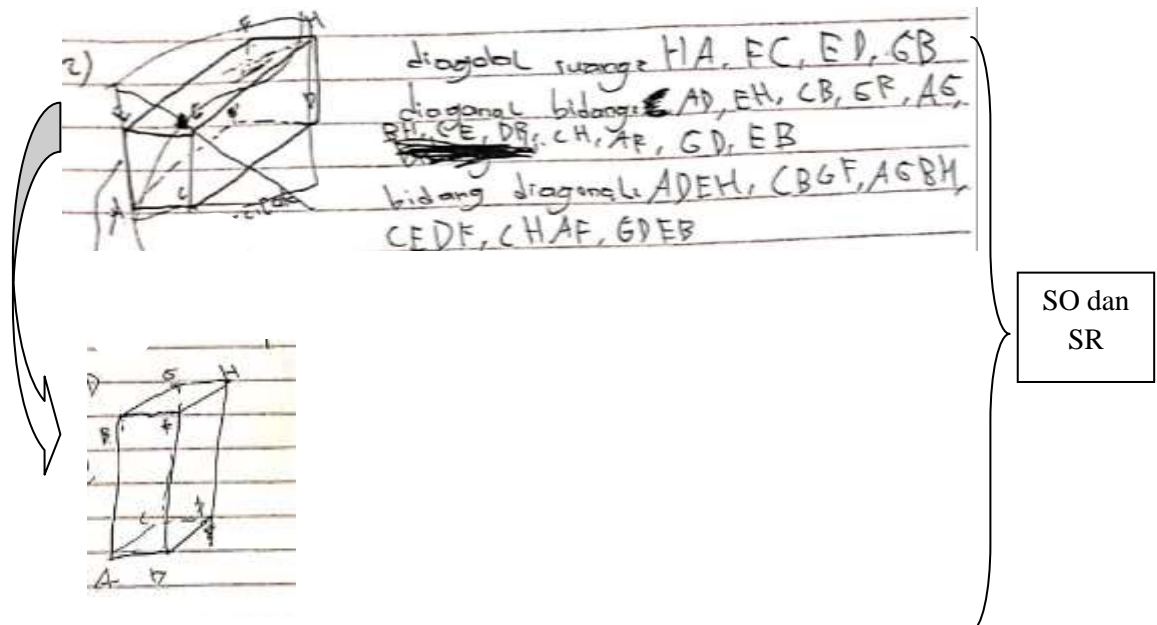 2)
diagobal ruang: HA, FC, ED, GB
diagonal bidang: AD, EH, CB, GF, AG,
BH, CE, DF, CH, AF, GD, EB
bidang diagonal: ADEH, CBGF, AGBH,
CEDF, CHAF, GDEB
SO dan
SR
G H
B F
A D